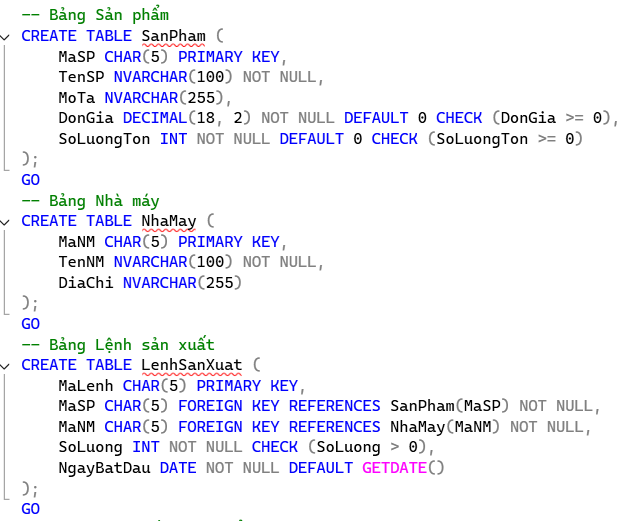 -- Bảng Sản phẩm
CREATE TABLE SanPham (
MaSP CHAR(5) PRIMARY KEY,
TenSP NVARCHAR(100) NOT NULL,
MoTa NVARCHAR(255),
DonGia DECIMAL(18, 2) NOT NULL DEFAULT 0 CHECK (DonGia >= 0),
SoLuongTon INT NOT NULL DEFAULT 0 CHECK (SoLuongTon >= 0)
);
GO
-- Bảng Nhà máy
CREATE TABLE NhaMay (
MaNM CHAR(5) PRIMARY KEY,
TenNM NVARCHAR(100) NOT NULL,
DiaChi NVARCHAR(255)
);
GO
-- Bảng Lệnh sản xuất
CREATE TABLE LenhSanXuat (
MaLenh CHAR(5) PRIMARY KEY,
MaSP CHAR(5) FOREIGN KEY REFERENCES SanPham(MaSP) NOT NULL,
MaNM CHAR(5) FOREIGN KEY REFERENCES NhaMay(MaNM) NOT NULL,
SoLuong INT NOT NULL CHECK (SoLuong > 0),
NgayBatDau DATE NOT NULL DEFAULT GETDATE()
);
GO